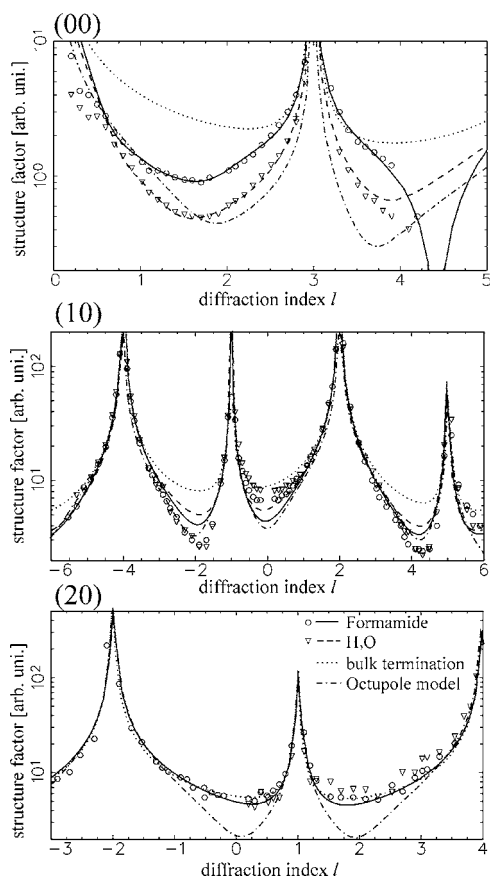 (00)
10¹
10⁰
structure factor [arb. uni.]
0 1 2 3 4 5
diffraction index l
(10)
10²
10¹
structure factor [arb. uni.]
-6 -4 -2 0 2 4 6
diffraction index l
(20)
Formamide
H₂O
bulk termination
Octupole model
10²
10¹
structure factor [arb. uni.]
-3 -2 -1 0 1 2 3 4
diffraction index l